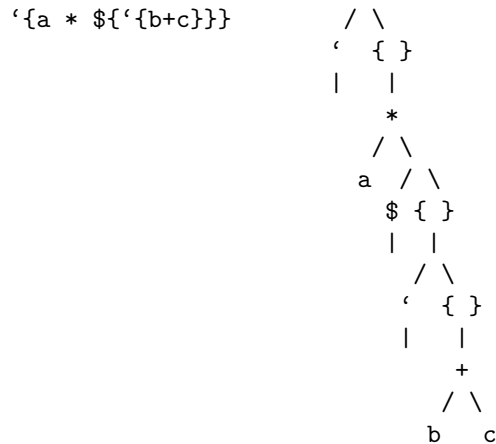 ‘{a * ${‘{b+c}}} / \
‘ { }
| |
*
/ \
a / \
$ { }
| |
/ \
‘ { }
| |
+
/ \
b c